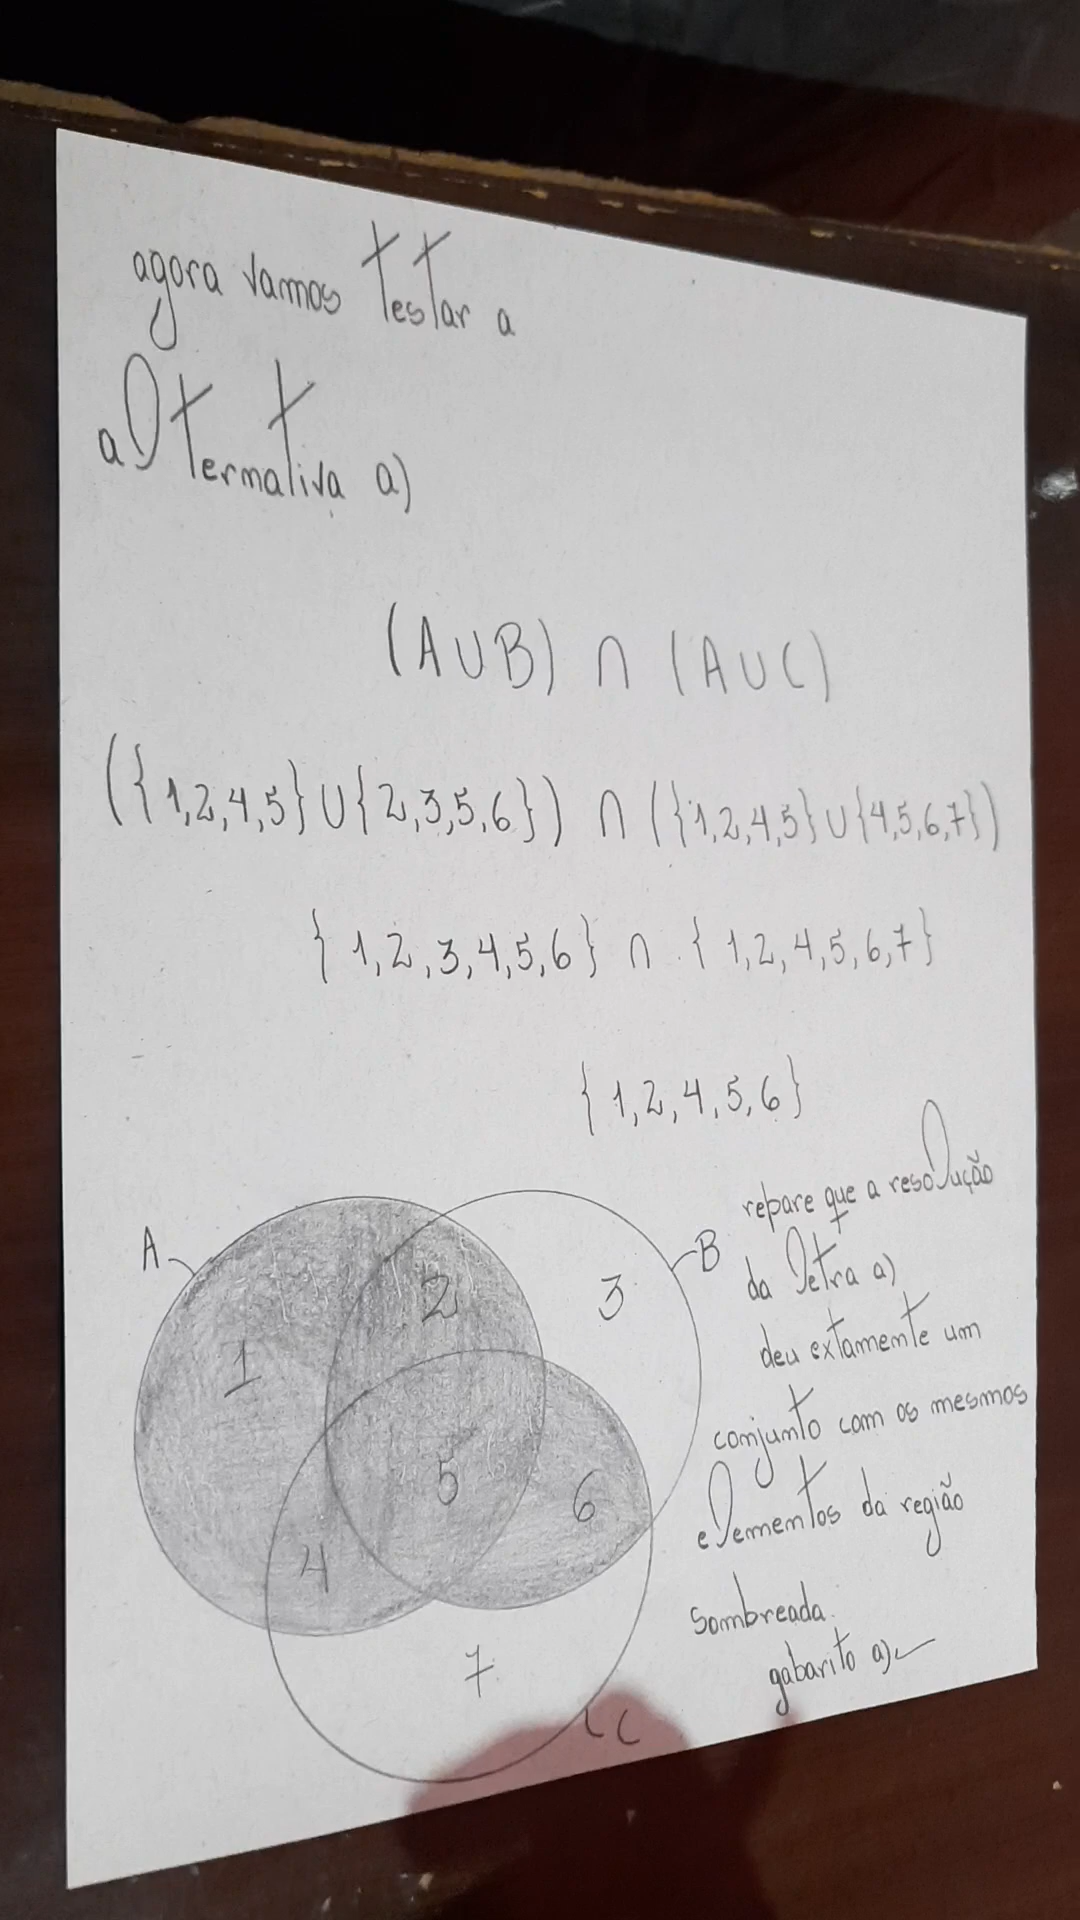 agora vamos testar a
alternativa a)
(A∪B) ∩ (A∪C)
({1,2,4,5}∪{2,3,5,6}) ∩ ({1,2,4,5}∪{4,5,6,7})
{1,2,3,4,5,6} ∩ {1,2,4,5,6,7}
{1,2,4,5,6}
repare que a resolução
da letra a)
deu extamente um
conjunto com os mesmos
elementos da região
sombreada.
gabarito a)
A
B
2
3
1
5
6
4
7
C